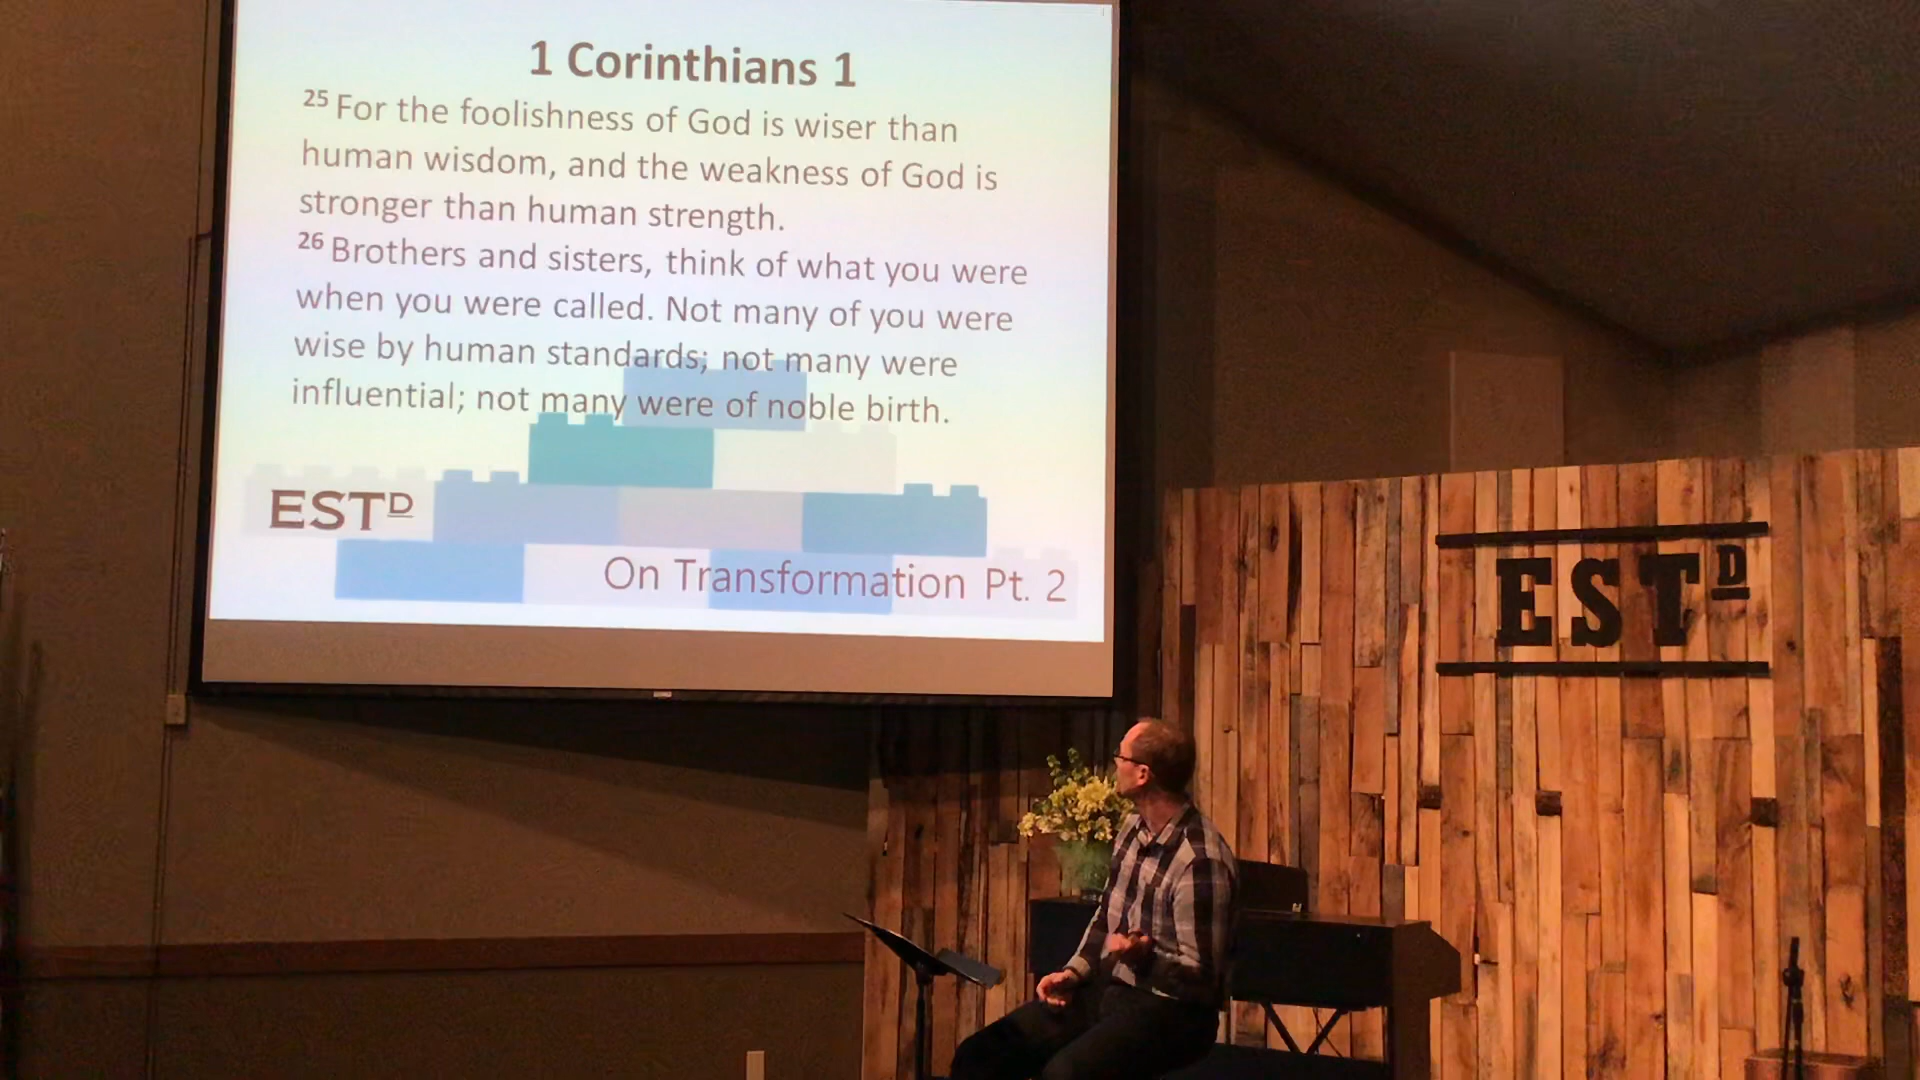 1 Corinthians 1
25 For the foolishness of God is wiser than
human wisdom, and the weakness of God is
stronger than human strength.
26 Brothers and sisters, think of what you were
when you were called. Not many of you were
wise by human standards; not many were
influential; not many were of noble birth.
ESTD
On Transformation Pt. 2
ESTD